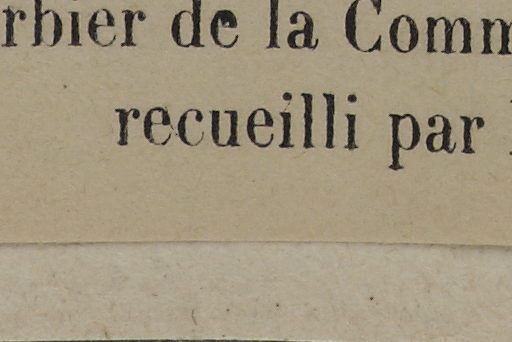 rbier de la Comm
recueilli par